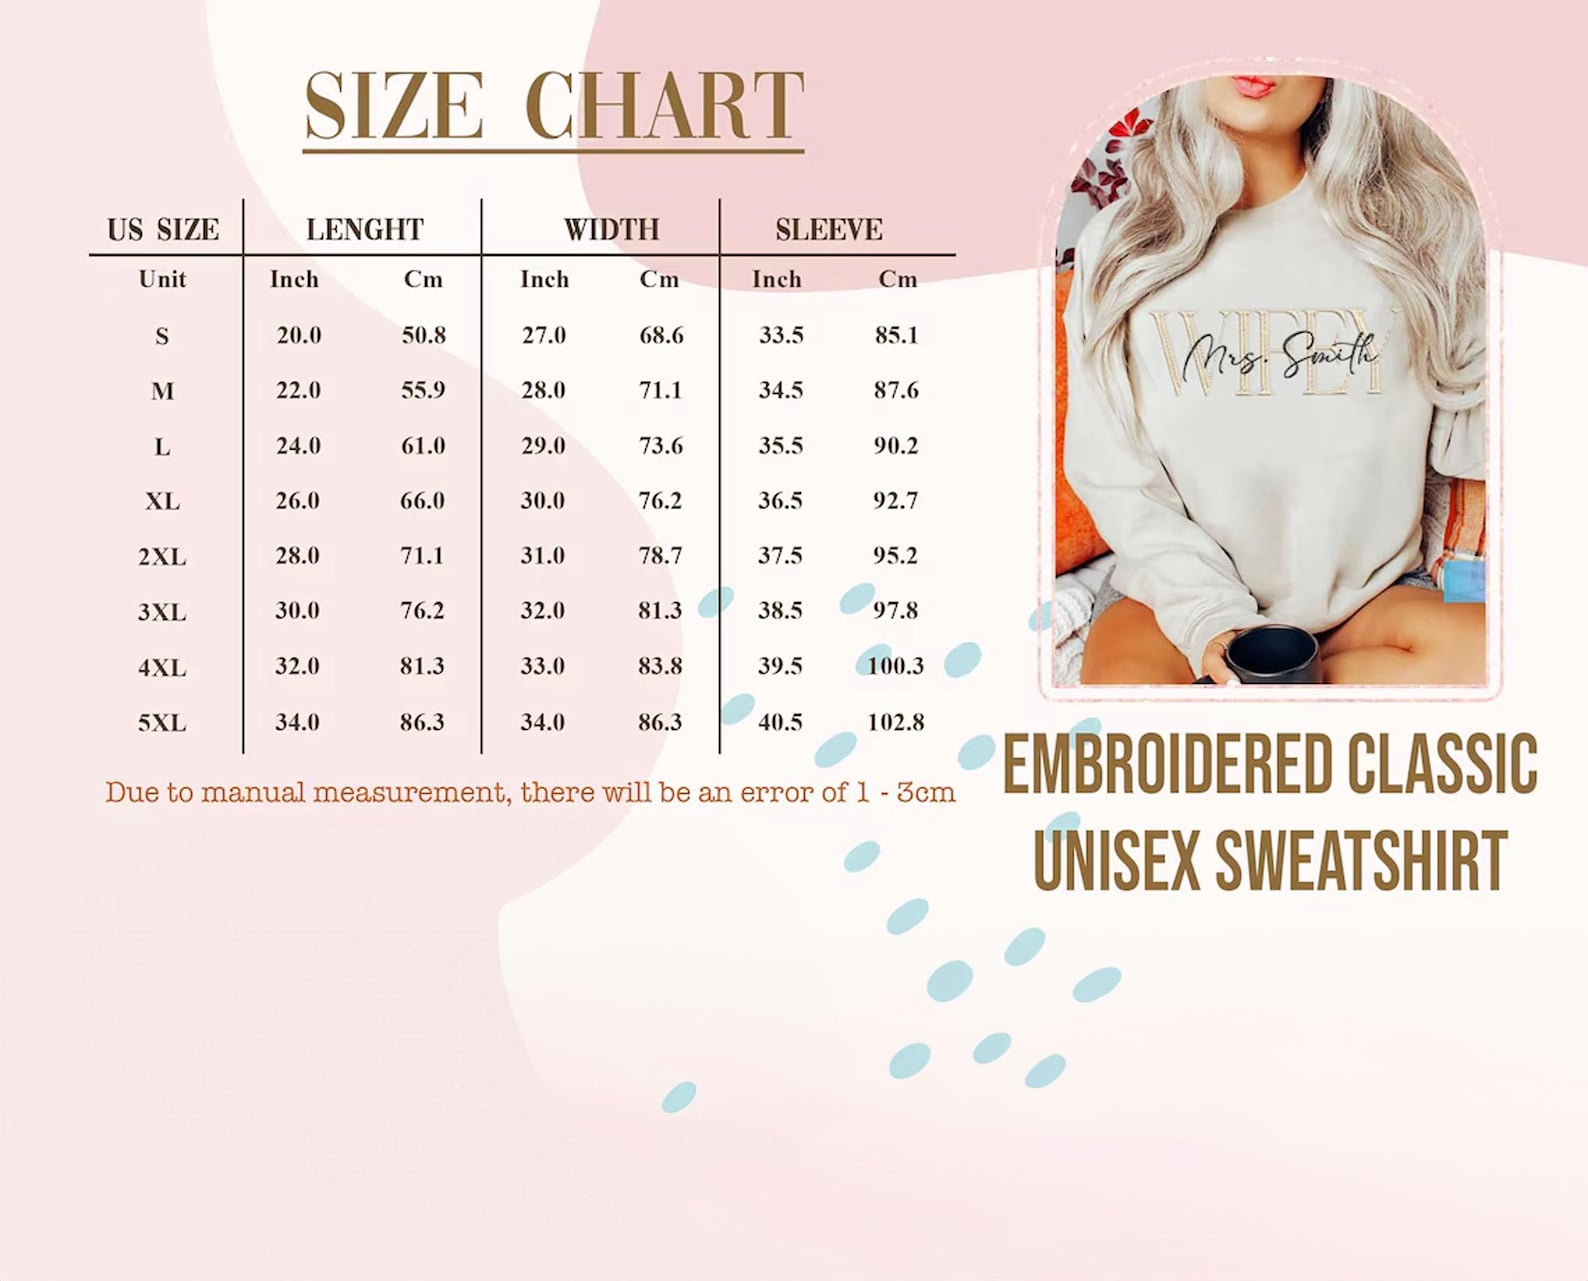 SIZE CHART
US SIZE LENGHT WIDTH SLEEVE
Unit Inch Cm Inch Cm Inch Cm
S 20.0 50.8 27.0 68.6 33.5 85.1
M 22.0 55.9 28.0 71.1 34.5 87.6
L 24.0 61.0 29.0 73.6 35.5 90.2
XL 26.0 66.0 30.0 76.2 36.5 92.7
2XL 28.0 71.1 31.0 78.7 37.5 95.2
3XL 30.0 76.2 32.0 81.3 38.5 97.8
4XL 32.0 81.3 33.0 83.8 39.5 100.3
5XL 34.0 86.3 34.0 86.3 40.5 102.8
Due to manual measurement, there will be an error of 1 - 3cm
WIFEY
Mrs. Smith
EMBROIDERED CLASSIC
UNISEX SWEATSHIRT